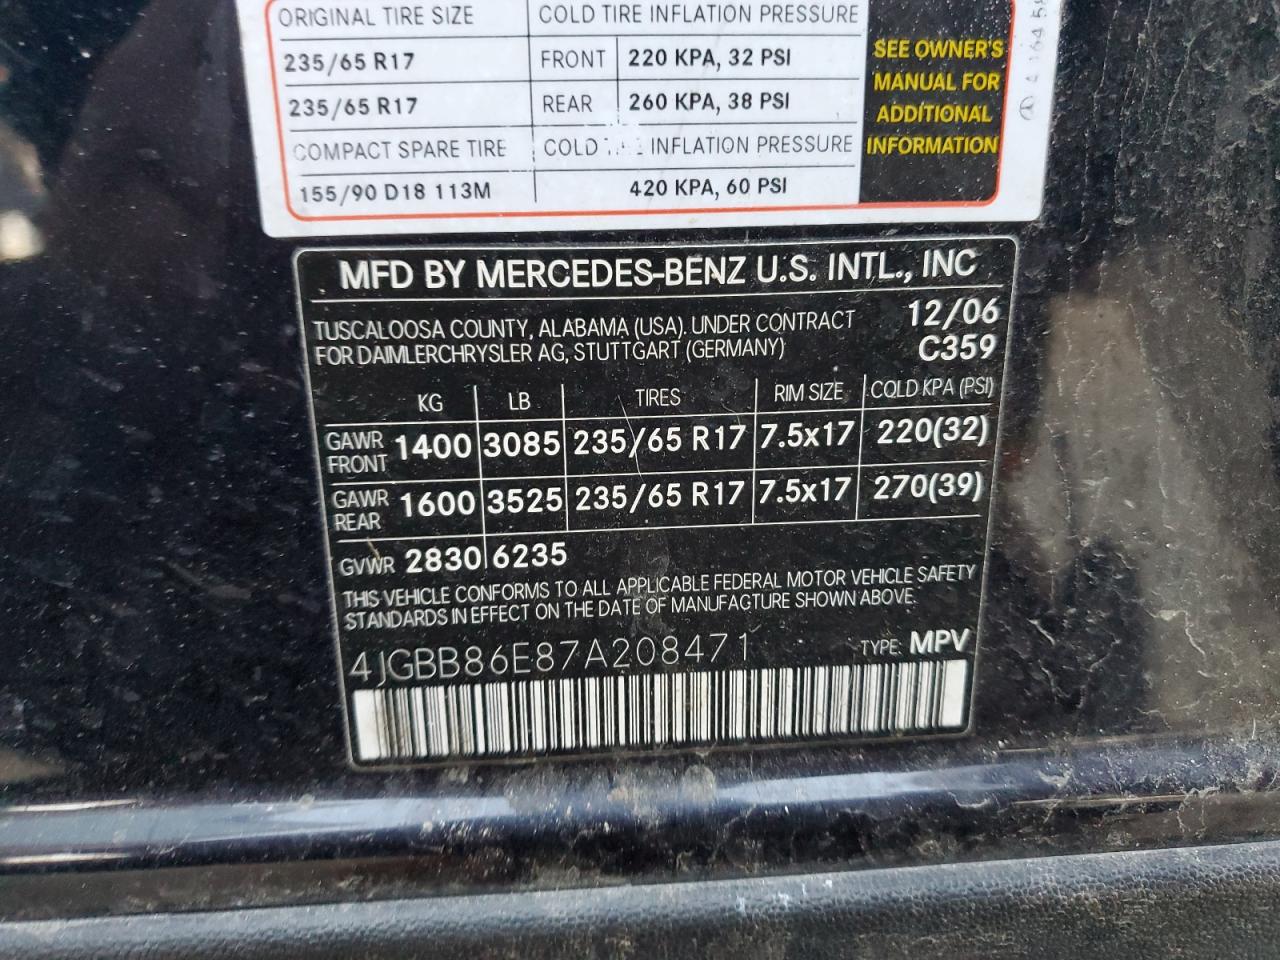 ORIGINAL TIRE SIZE COLD TIRE INFLATION PRESSURE
235/65 R17 FRONT 220 KPA, 32 PSI
235/65 R17 REAR 260 KPA, 38 PSI
COMPACT SPARE TIRE COLD INFLATION PRESSURE
155/90 D18 113M 420 KPA, 60 PSI
SEE OWNER'S
MANUAL FOR
ADDITIONAL
INFORMATION
MFD BY MERCEDES-BENZ U.S. INTL., INC
TUSCALOOSA COUNTY, ALABAMA (USA). UNDER CONTRACT 12/06
FOR DAIMLERCHRYSLER AG, STUTTGART (GERMANY) C359
KG LB TIRES RIM SIZE COLD KPA (PSI)
GAWR FRONT 1400 3085 235/65 R17 7.5x17 220(32)
GAWR REAR 1600 3525 235/65 R17 7.5x17 270(39)
GVWR 2830 6235
THIS VEHICLE CONFORMS TO ALL APPLICABLE FEDERAL MOTOR VEHICLE SAFETY
STANDARDS IN EFFECT ON THE DATE OF MANUFACTURE SHOWN ABOVE.
4JGBB86E87A208471 TYPE: MPV